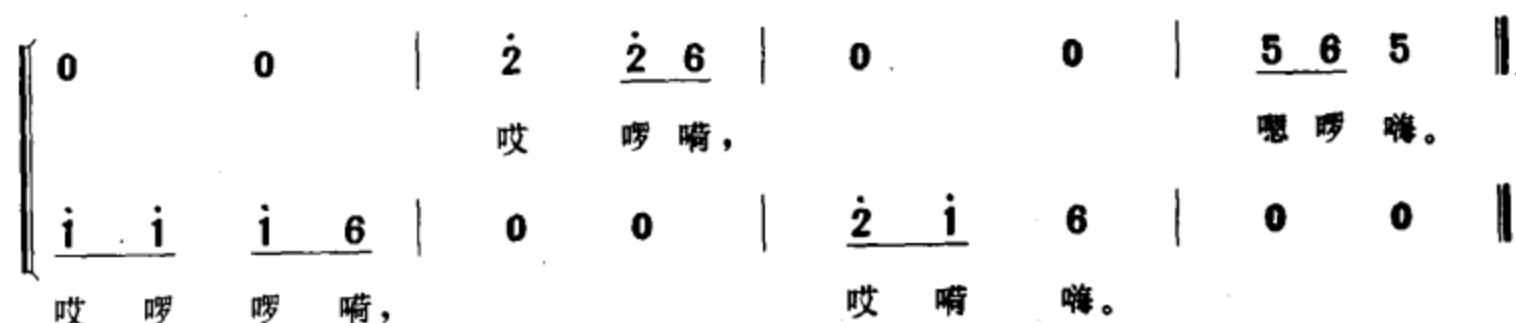 0 0 | 2̇ 2̇ 6 | 0 0 | 5 6 5 ‖
哎 啰 嗬， 嗯 啰 嗨。
1̇ 1̇ 1̇ 6 | 0 0 | 2̇ 1̇ 6 | 0 0 ‖
哎 啰 啰 嗬， 哎 嗬 嗨。